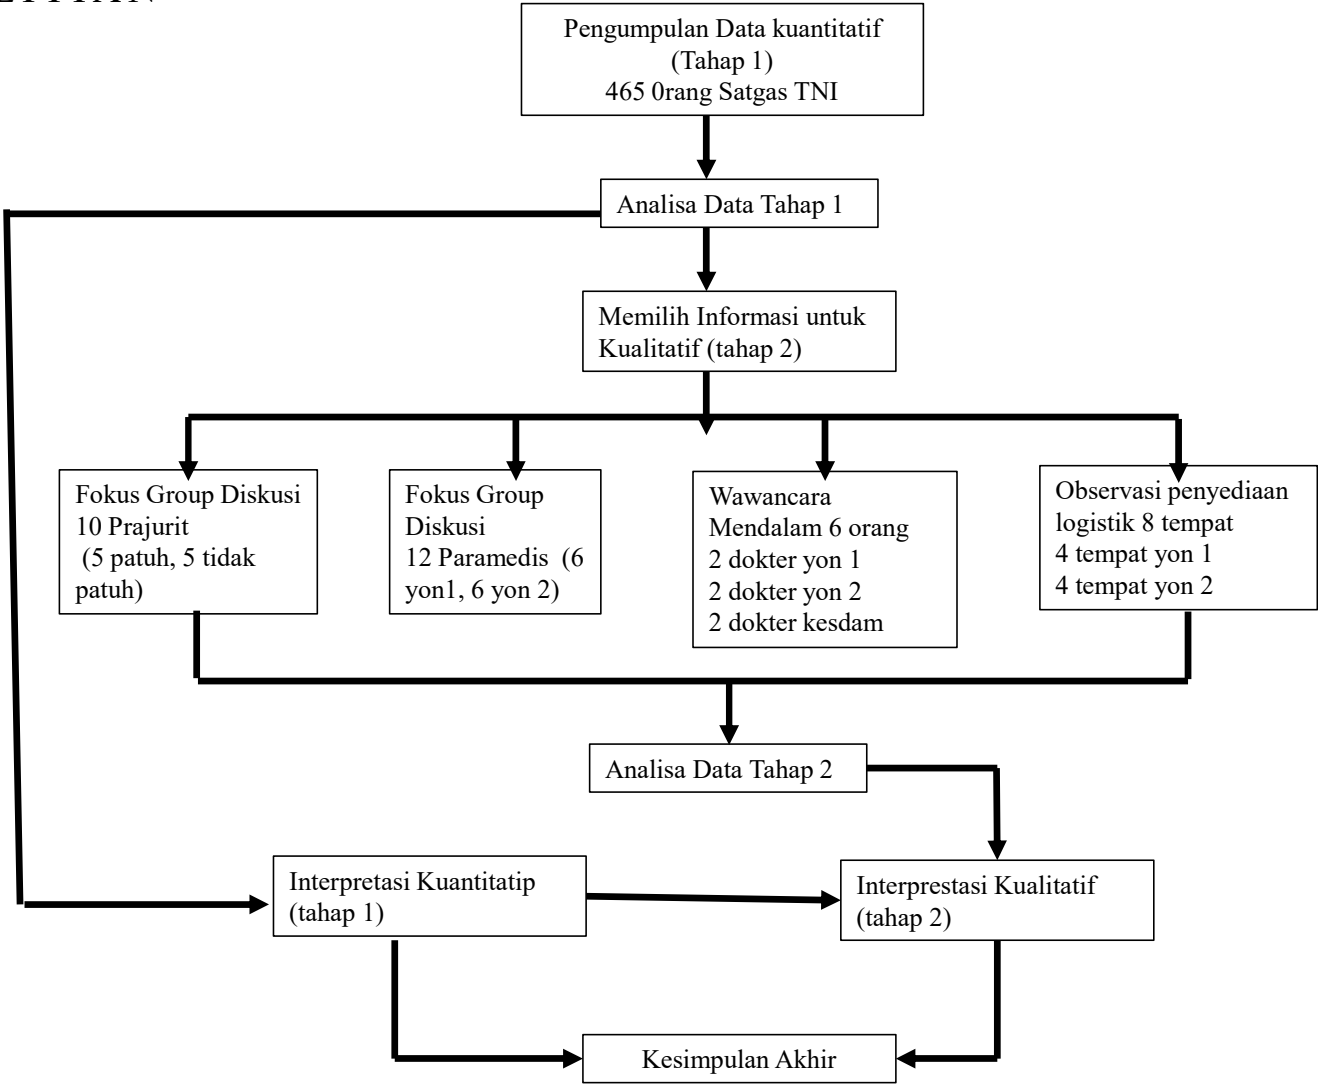 Pengumpulan Data kuantitatif
(Tahap 1)
465 0rang Satgas TNI
Analisa Data Tahap 1
Memilih Informasi untuk
Kualitatif (tahap 2)
Fokus Group Diskusi
10 Prajurit
(5 patuh, 5 tidak
patuh)
Fokus Group
Diskusi
12 Paramedis (6
yon1, 6 yon 2)
Wawancara
Mendalam 6 orang
2 dokter yon 1
2 dokter yon 2
2 dokter kesdam
Observasi penyediaan
logistik 8 tempat
4 tempat yon 1
4 tempat yon 2
Analisa Data Tahap 2
Interpretasi Kuantitatip
(tahap 1)
Interprestasi Kualitatif
(tahap 2)
Kesimpulan Akhir